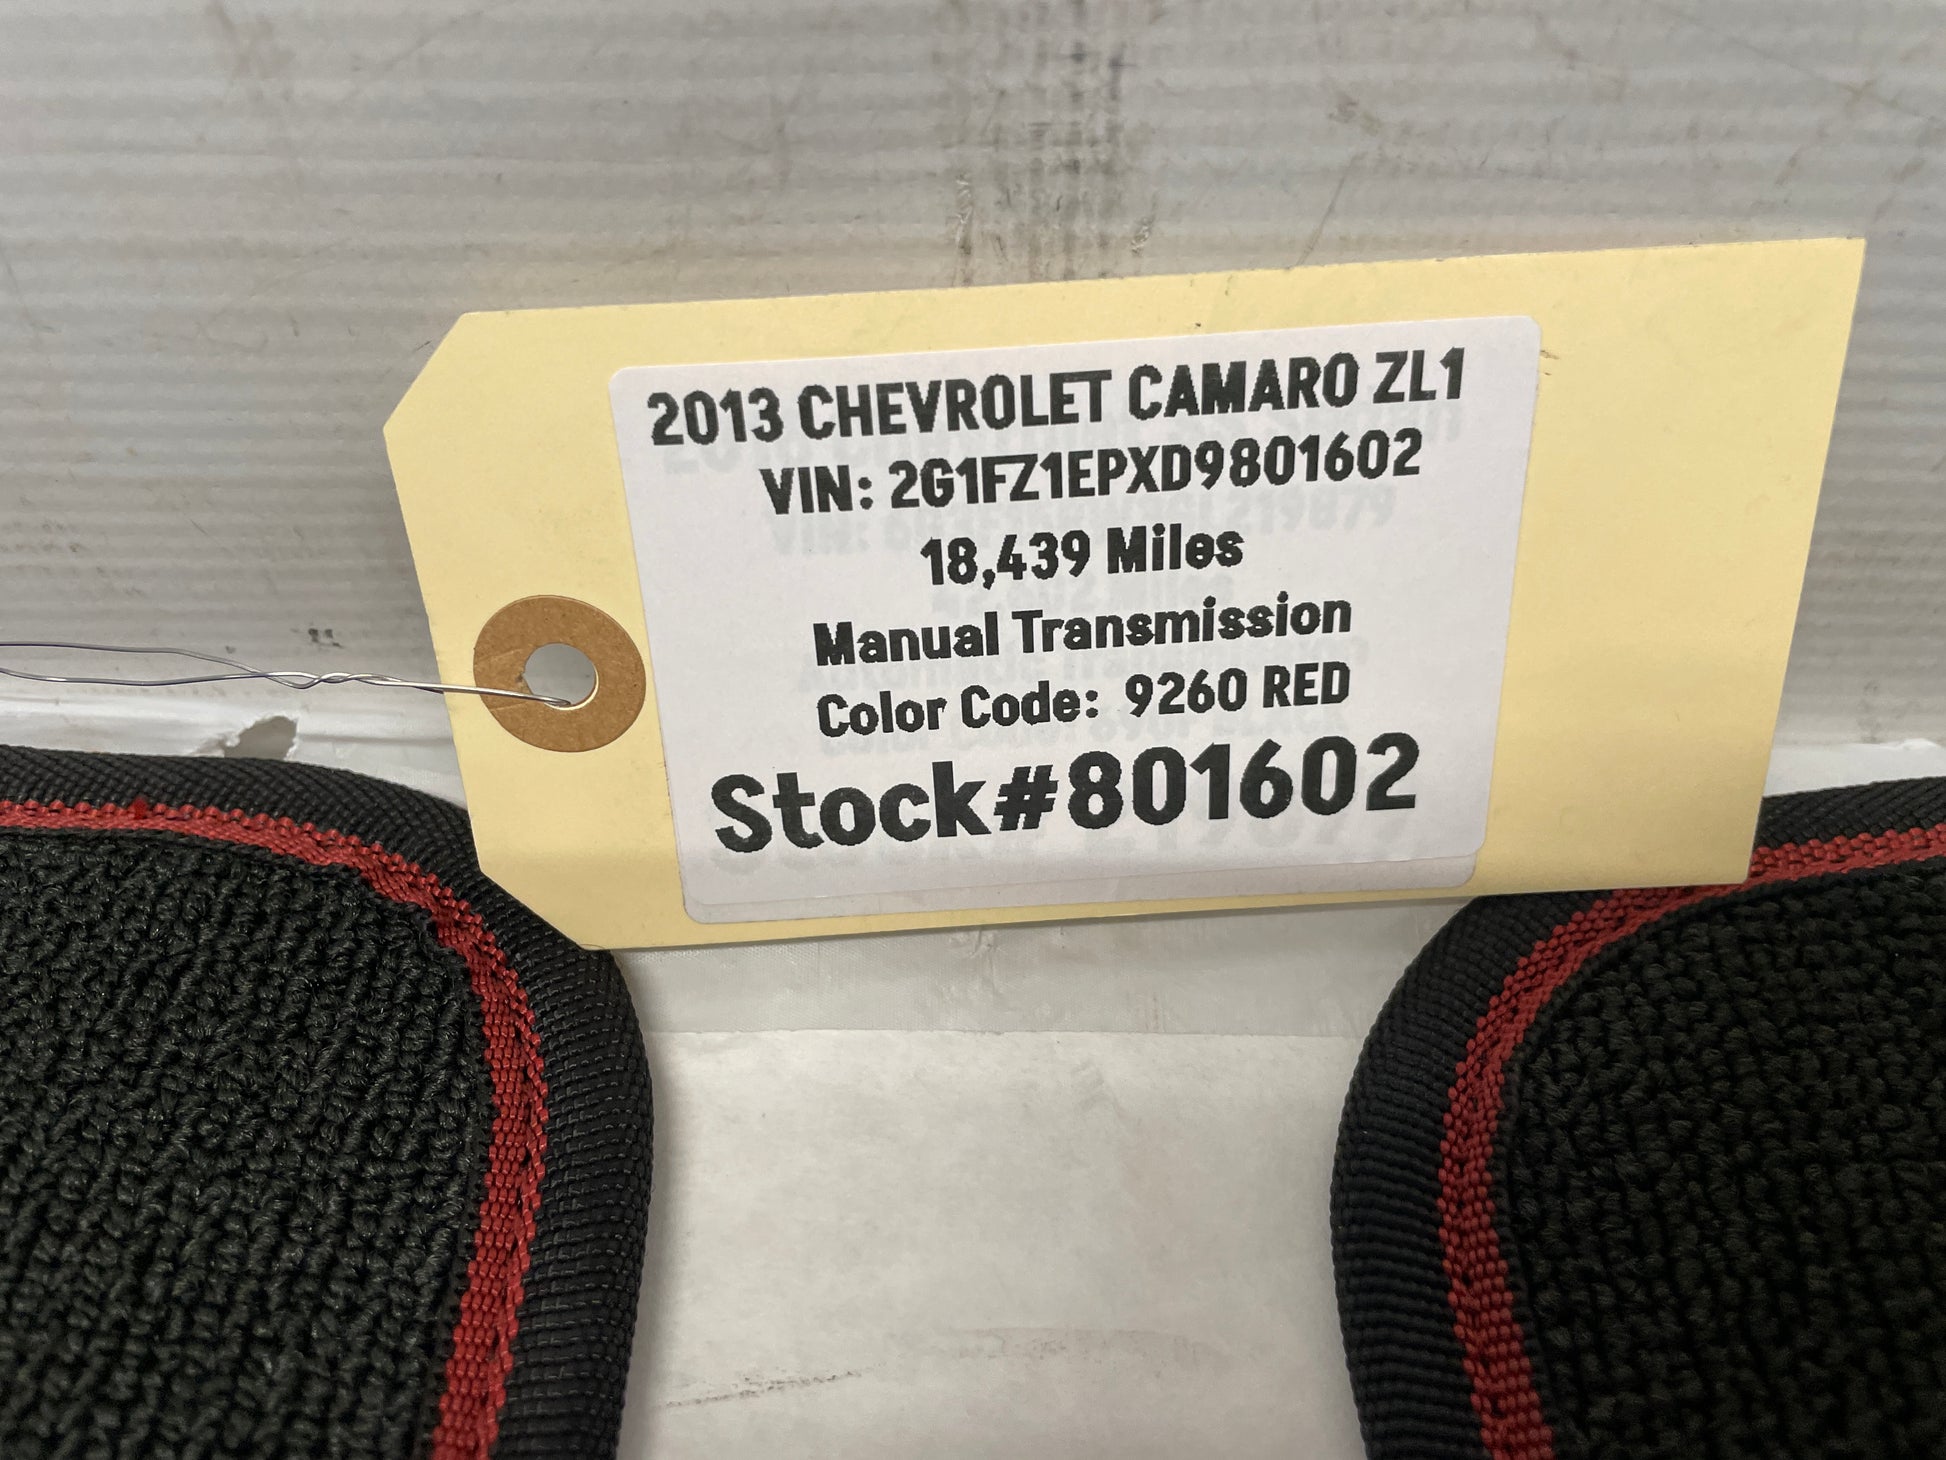 2013 CHEVROLET CAMARO ZL1
VIN: 2G1FZ1EPXD9801602
18,439 Miles
Manual Transmission
Color Code: 9260 RED
Stock#801602